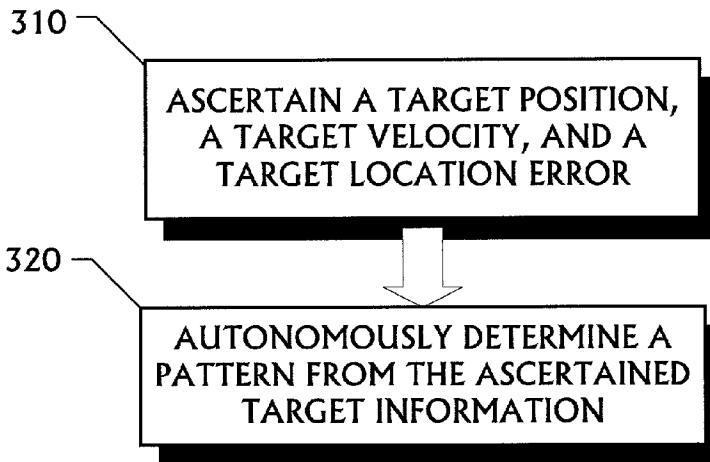 310
ASCERTAIN A TARGET POSITION,
A TARGET VELOCITY, AND A
TARGET LOCATION ERROR
320
AUTONOMOUSLY DETERMINE A
PATTERN FROM THE ASCERTAINED
TARGET INFORMATION